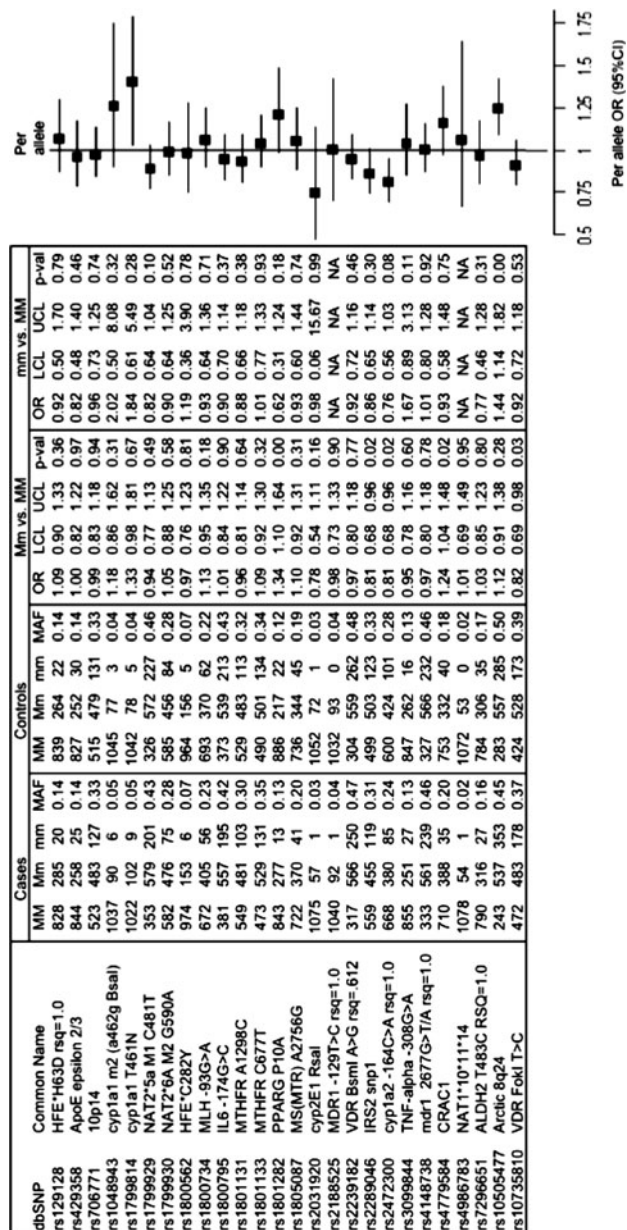 Cases Controls Mm vs. MM mm vs. MM Per allele
dbSNP Common Name MM Mm mm MAF MM Mm mm MAF OR LCL UCL p-val OR LCL UCL p-val
rs129128 HFE*H63D rsq=1.0 828 285 20 0.14 839 264 22 0.14 1.09 0.90 1.33 0.36 0.92 0.50 1.70 0.79
rs429358 ApoE epsilon 2/3 844 258 25 0.14 827 252 30 0.14 1.00 0.82 1.22 0.97 0.82 0.48 1.40 0.46
rs706771 10p14 523 483 127 0.33 515 479 131 0.33 0.99 0.83 1.18 0.94 0.96 0.73 1.25 0.74
rs1048943 cyp1a1 m2 (a462g BsaI) 1037 90 6 0.05 1045 77 3 0.04 1.18 0.86 1.62 0.31 2.02 0.50 8.08 0.32
rs1799814 cyp1a1 T461N 1022 102 9 0.05 1042 78 5 0.04 1.33 0.98 1.81 0.67 1.84 0.61 5.49 0.28
rs1799929 NAT2*5a M1 C481T 353 579 201 0.43 326 572 227 0.46 0.94 0.77 1.13 0.49 0.82 0.64 1.04 0.10
rs1799930 NAT2*6A M2 G590A 582 476 75 0.28 585 456 84 0.28 1.05 0.88 1.25 0.58 0.90 0.64 1.25 0.52
rs1800562 HFE*C282Y 974 153 6 0.07 964 156 5 0.07 0.97 0.76 1.23 0.81 1.19 0.36 3.90 0.78
rs1800734 MLH -93G>A 672 405 56 0.23 693 370 62 0.22 1.13 0.95 1.35 0.18 0.93 0.64 1.36 0.71
rs1800795 IL6 -174G>C 381 557 195 0.42 373 539 213 0.43 1.01 0.84 1.22 0.90 0.90 0.70 1.14 0.37
rs1801131 MTHFR A1298C 549 481 103 0.30 529 483 113 0.32 0.96 0.81 1.14 0.64 0.88 0.66 1.18 0.38
rs1801133 MTHFR C677T 473 529 131 0.35 490 501 134 0.34 1.09 0.92 1.30 0.32 1.01 0.77 1.33 0.93
rs1801282 PPARG P10A 843 277 13 0.13 886 217 22 0.12 1.34 1.10 1.64 0.00 0.62 0.31 1.24 0.18
rs1805087 MS(MTR) A2756G 722 370 41 0.20 736 344 45 0.19 1.10 0.92 1.31 0.31 0.93 0.60 1.44 0.74
rs2031920 cyp2E1 RsaI 1075 57 1 0.03 1052 72 1 0.03 0.78 0.54 1.11 0.16 0.98 0.06 15.67 0.99
rs2188525 MDR1 -129T>C rsq=1.0 1040 92 1 0.04 1032 93 0 0.04 0.98 0.73 1.33 0.90 NA NA NA NA
rs2239182 VDR BsmI A>G rsq=.612 317 566 250 0.47 304 559 262 0.48 0.97 0.80 1.18 0.77 0.92 0.72 1.16 0.46
rs2289046 IRS2 snp1 559 455 119 0.31 499 503 123 0.33 0.81 0.68 0.96 0.02 0.86 0.65 1.14 0.30
rs2472300 cyp1a2 -164C>A rsq=1.0 668 380 85 0.24 600 424 101 0.28 0.81 0.68 0.96 0.02 0.76 0.56 1.03 0.08
rs3099844 TNF-alpha -308G>A 855 251 27 0.13 847 262 16 0.13 0.95 0.78 1.16 0.60 1.67 0.89 3.13 0.11
rs4148738 mdr1 2677G>T/A rsq=1.0 333 561 239 0.46 327 566 232 0.46 0.97 0.80 1.18 0.78 1.01 0.80 1.28 0.92
rs4779584 CRAC1 710 388 35 0.20 753 332 40 0.18 1.24 1.04 1.48 0.02 0.93 0.58 1.48 0.75
rs4986783 NAT1*10*11*14 1078 54 1 0.02 1072 53 0 0.02 1.01 0.69 1.49 0.95 NA NA NA NA
rs7296651 ALDH2 T483C RSQ=1.0 790 316 27 0.16 784 306 35 0.17 1.03 0.85 1.23 0.80 0.77 0.46 1.28 0.31
rs10505477 Arctic 8q24 243 537 353 0.45 283 557 285 0.50 1.12 0.91 1.38 0.28 1.44 1.14 1.82 0.00
rs10735810 VDR FokI T>C 472 483 178 0.37 424 528 173 0.39 0.82 0.69 0.98 0.03 0.92 0.72 1.18 0.53
0.5 0.75 1 1.25 1.5 1.75
Per allele OR (95%CI)